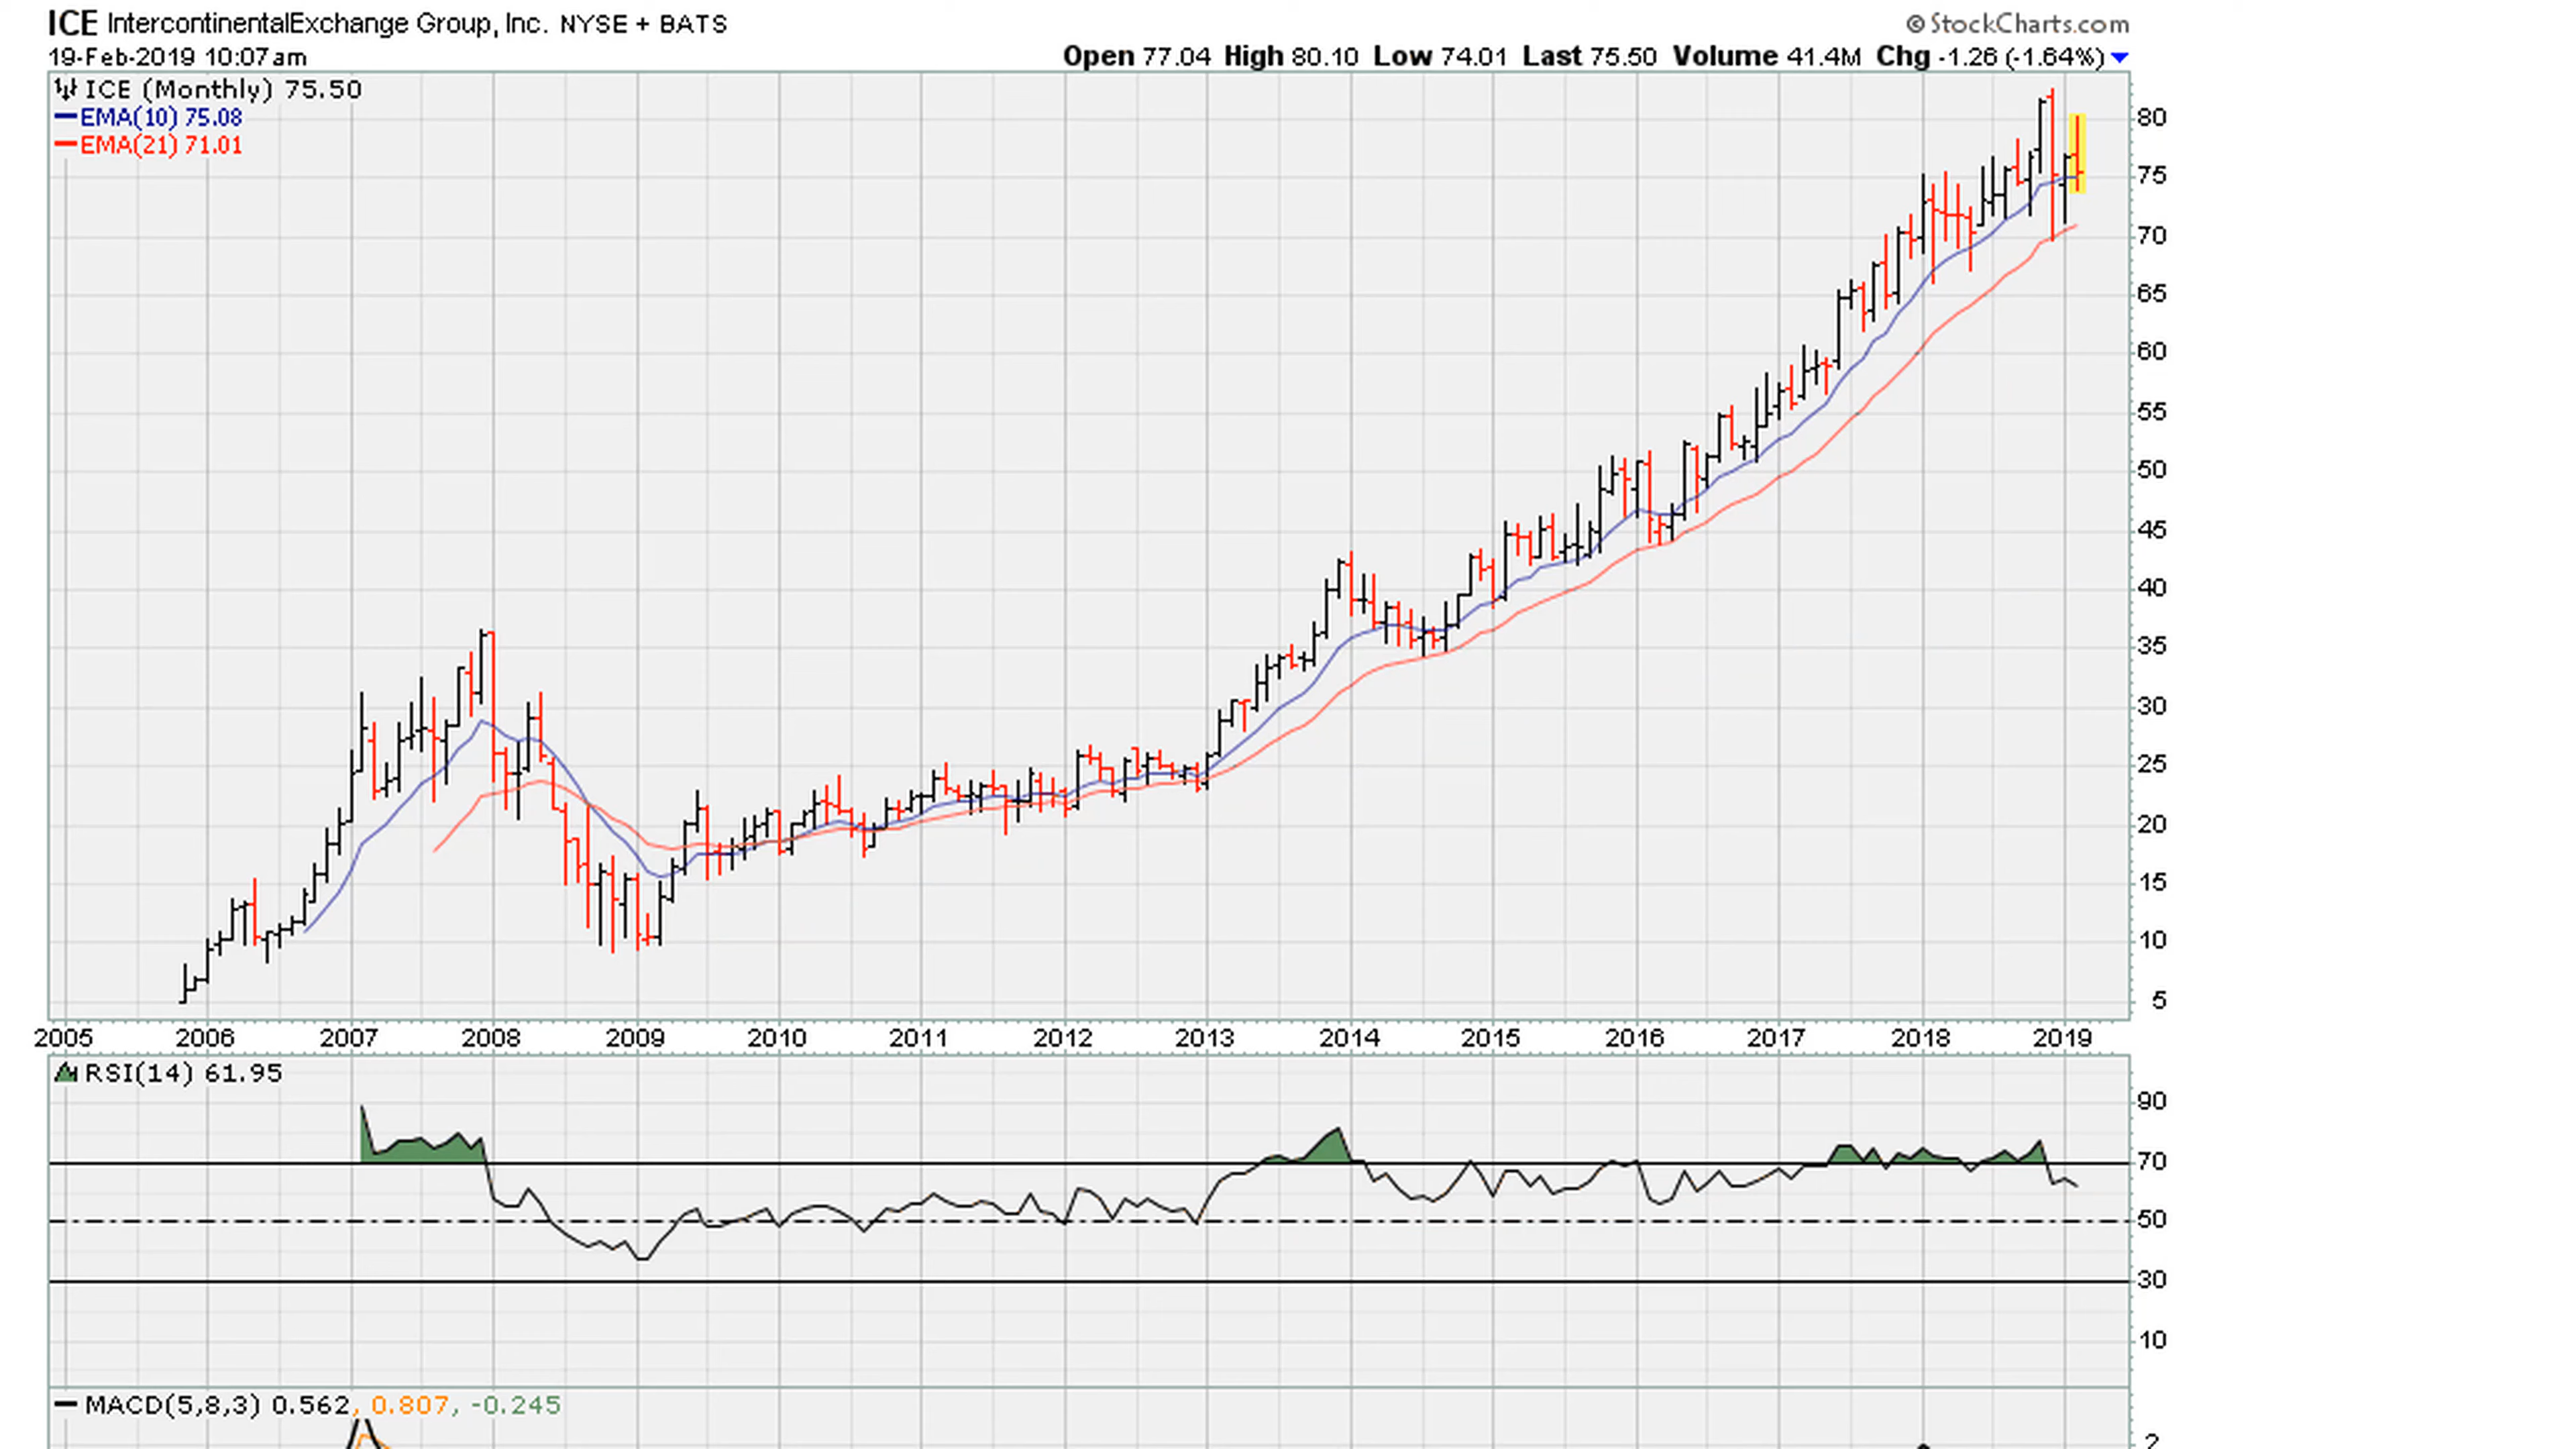 ICE IntercontinentalExchange Group, Inc. NYSE + BATS
© StockCharts.com
19-Feb-2019 10:07am
Open 77.04 High 80.10 Low 74.01 Last 75.50 Volume 41.4M Chg -1.26 (-1.64%)
ICE (Monthly) 75.50
EMA(10) 75.08
EMA(21) 71.01
80
75
70
65
60
55
50
45
40
35
30
25
20
15
10
5
2005 2006 2007 2008 2009 2010 2011 2012 2013 2014 2015 2016 2017 2018 2019
RSI(14) 61.95
90
70
50
30
10
MACD(5,8,3) 0.562, 0.807, -0.245
2